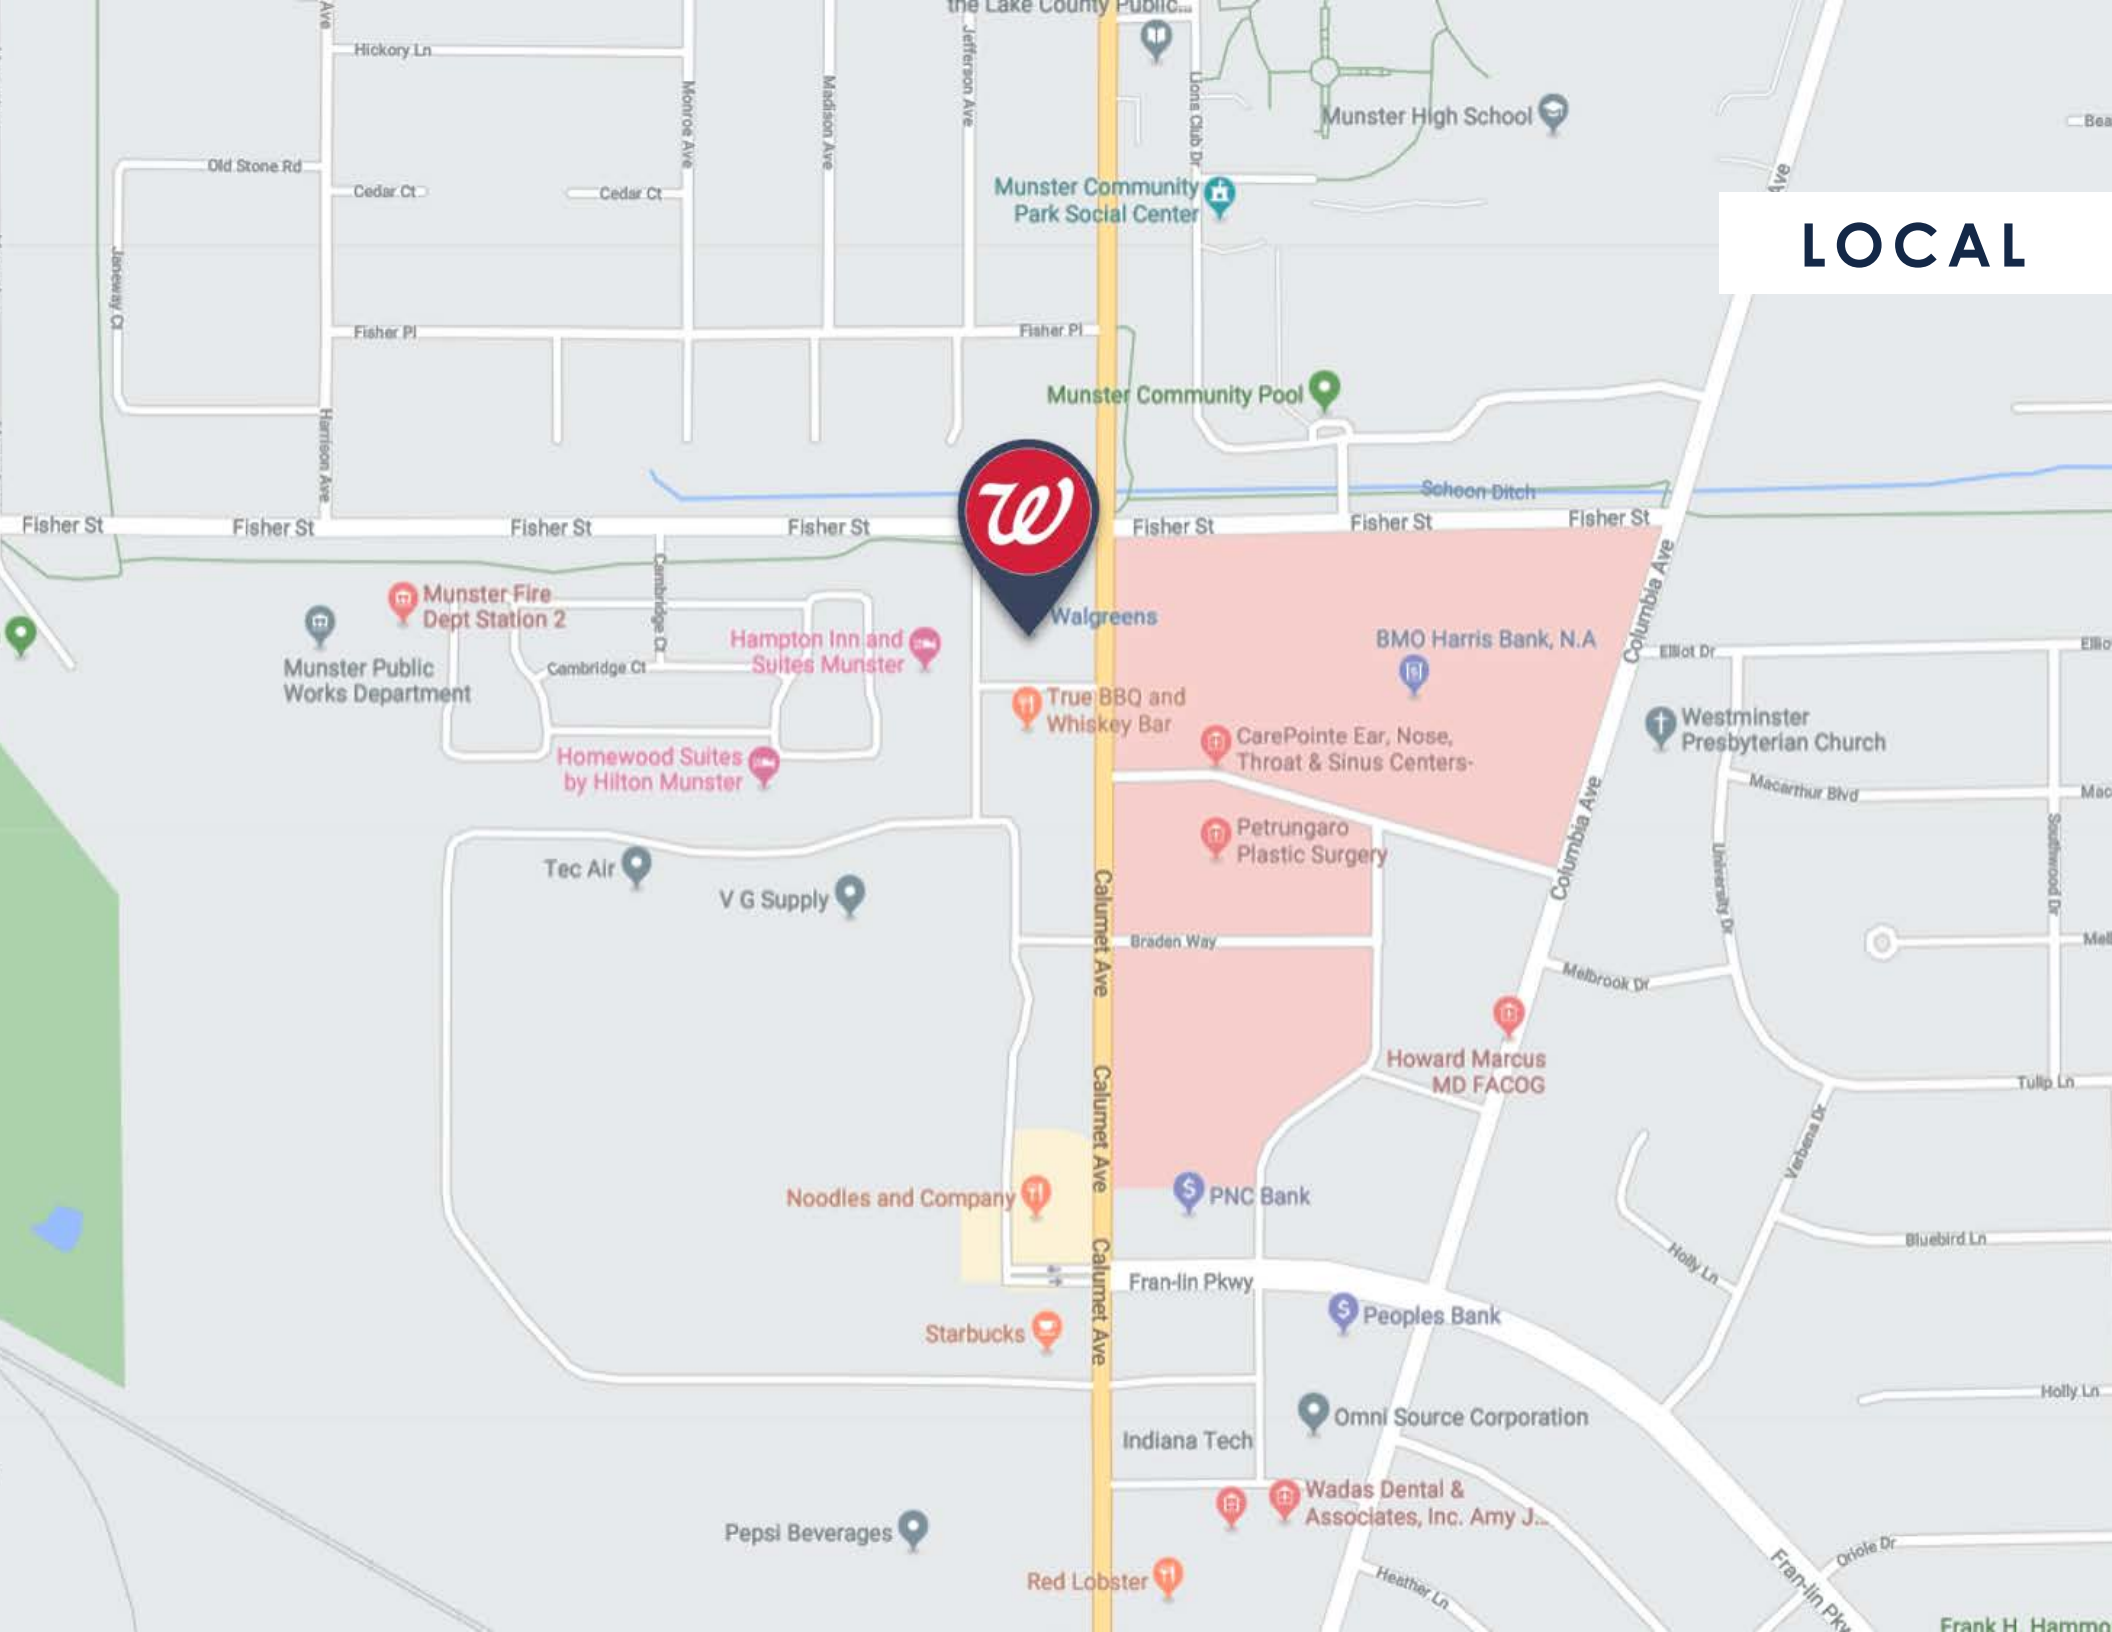 the Lake County Public...
Ave
Hickory Ln
Jefferson Ave
Monroe Ave
Madison Ave
Lions Club Dr
Munster High School
Bea
Old Stone Rd
Cedar Ct
Cedar Ct
Munster Community
Park Social Center
Ave
LOCAL
Janeway Ct
Fisher Pl
Fisher Pl
Munster Community Pool
Harrison Ave
Schoon Ditch
Fisher St
Fisher St
Fisher St
Fisher St
Fisher St
Fisher St
Fisher St
W
Columbia Ave
Cambridge Ct
Munster Fire
Dept Station 2
Walgreens
Hampton Inn and
Suites Munster
BMO Harris Bank, N.A
Elliot Dr
Ellio
Munster Public
Works Department
Cambridge Ct
True BBQ and
Whiskey Bar
Westminster
Presbyterian Church
CarePointe Ear, Nose,
Throat & Sinus Centers-
Homewood Suites
by Hilton Munster
Macarthur Blvd
Mac
Columbia Ave
Petrungaro
Plastic Surgery
Tec Air
V G Supply
Calumet Ave
University Dr
Southwood Dr
Braden Way
Mel
Melbrook Dr
Howard Marcus
MD FACOG
Calumet Ave
Tulip Ln
Verbena Dr
Noodles and Company
PNC Bank
Bluebird Ln
Holly Ln
Calumet Ave
Fran-lin Pkwy
Peoples Bank
Starbucks
Holly Ln
Omni Source Corporation
Indiana Tech
Wadas Dental &
Associates, Inc. Amy J...
Pepsi Beverages
Oriole Dr
Red Lobster
Heather Ln
Fran-lin Pkw
Frank H. Hammo